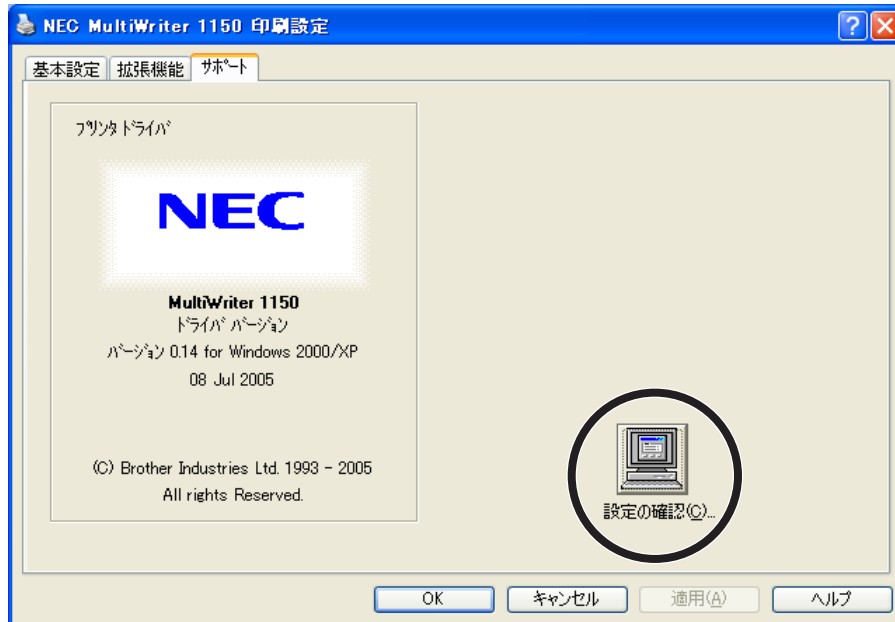 NEC MultiWriter 1150 印刷設定
基本設定 拡張機能 サポート
プリンタ ドライバ
NEC
MultiWriter 1150
ドライバ バージョン
バージョン 0.14 for Windows 2000/XP
08 Jul 2005
(C) Brother Industries Ltd. 1993 - 2005
All rights Reserved.
設定の確認(C)...
OK キャンセル 適用(A) ヘルプ